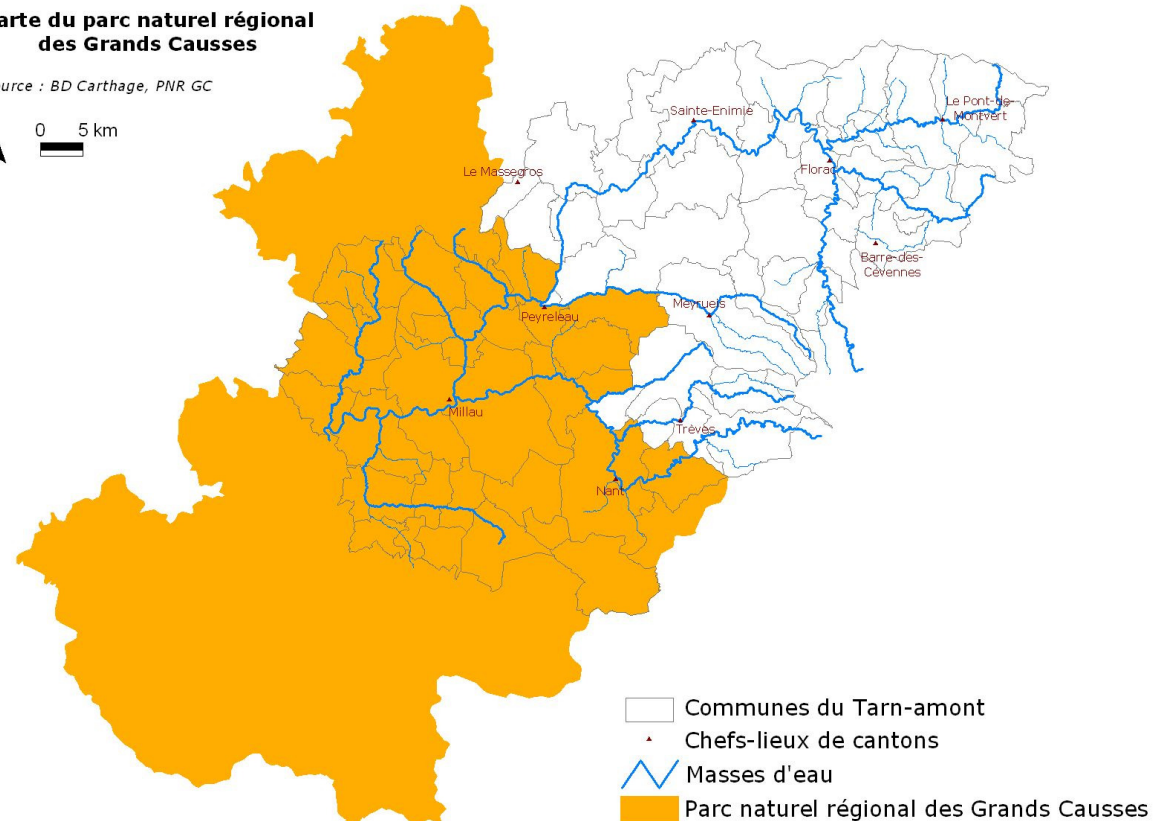 arte du parc naturel régional
des Grands Causses
urce : BD Carthage, PNR GC
0 5 km
Sainte-Enimie
Le Pont-de-
Montvert
Le Massegros
Florac
Barre-des-
Cévennes
Peyreleau
Meyrueis
Millau
Trèves
Nant
Communes du Tarn-amont
Chefs-lieux de cantons
Masses d'eau
Parc naturel régional des Grands Causses